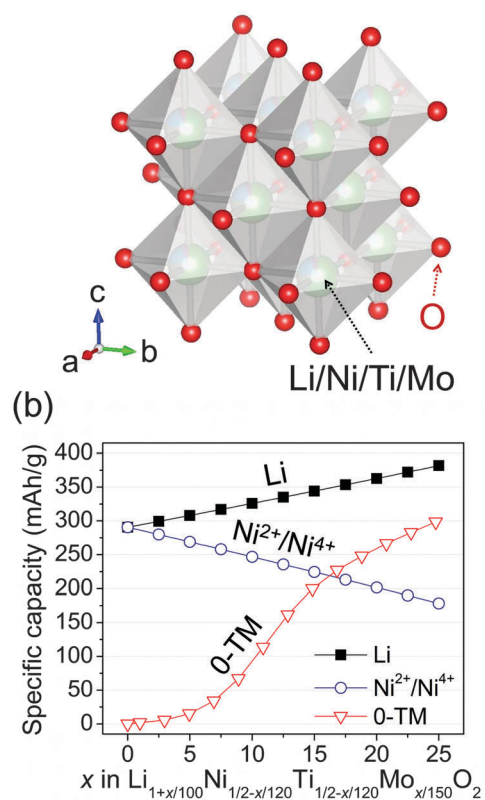 c
a
b
O
Li/Ni/Ti/Mo
(b)
400
350
300
250
200
150
100
50
0
Specific capacity (mAh/g)
Li
Ni²⁺/Ni⁴⁺
0-TM
Li
Ni²⁺/Ni⁴⁺
0-TM
0 5 10 15 20 25
x in Li₁₊ₓ/₁₀₀Ni₁/₂₋ₓ/₁₂₀Ti₁/₂₋ₓ/₁₂₀Moₓ/₁₅₀O₂